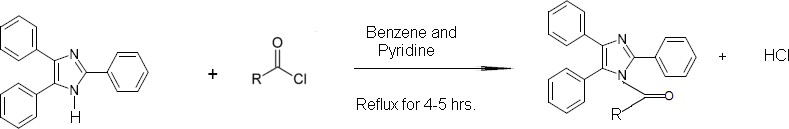 N
N
H
+
O
R
Cl
Benzene and
Pyridine
Reflux for 4-5 hrs.
N
N
O
R
+
HCl